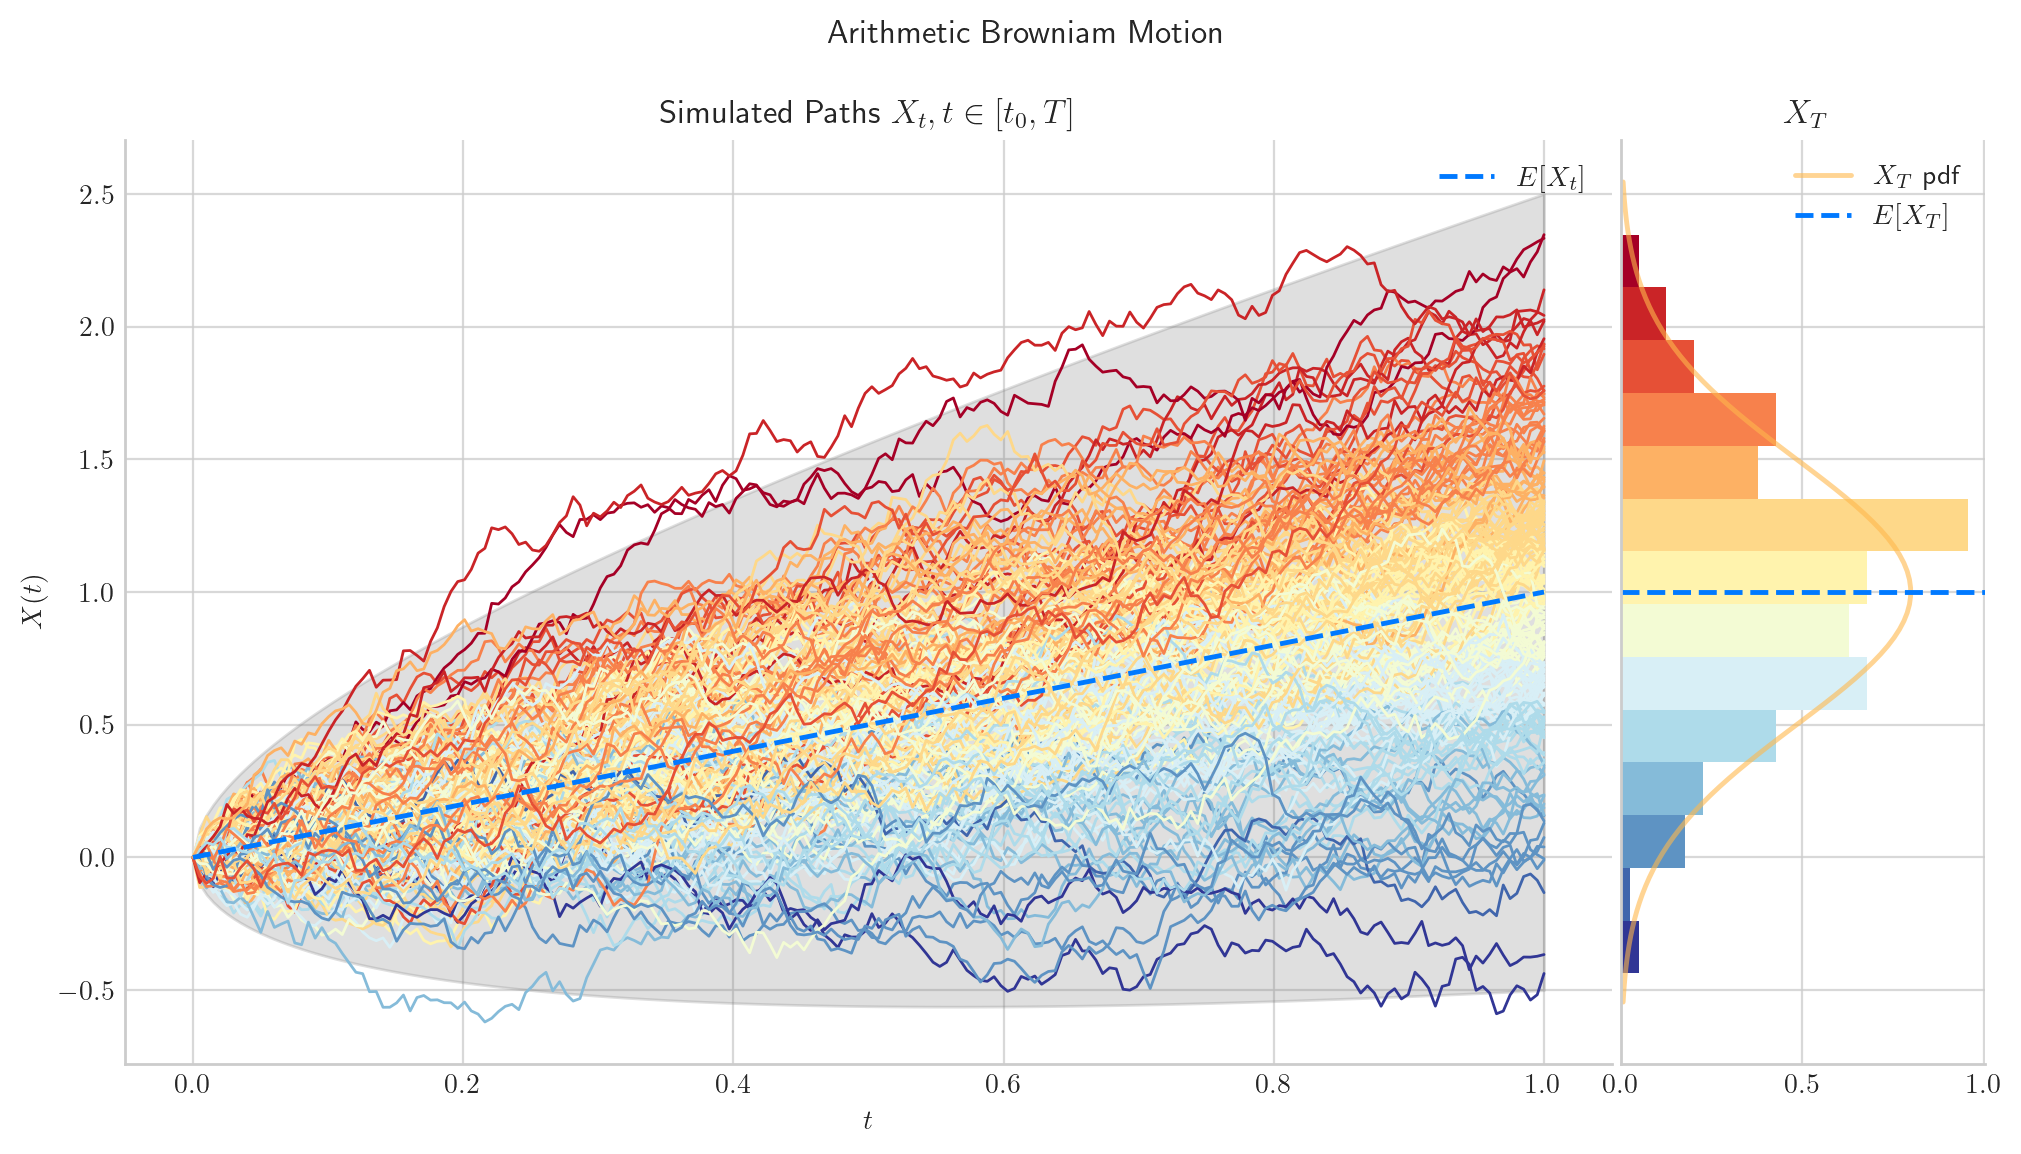 Arithmetic Browniam Motion
Simulated Paths $X_t, t \in [t_0, T]$
$X_T$
$E[X_t]$
$X_T$ pdf
$E[X_T]$
X(t)
2.5
2.0
1.5
1.0
0.5
0.0
−0.5
0.0 0.2 0.4 0.6 0.8 1.0
0.0 0.5 1.0
t